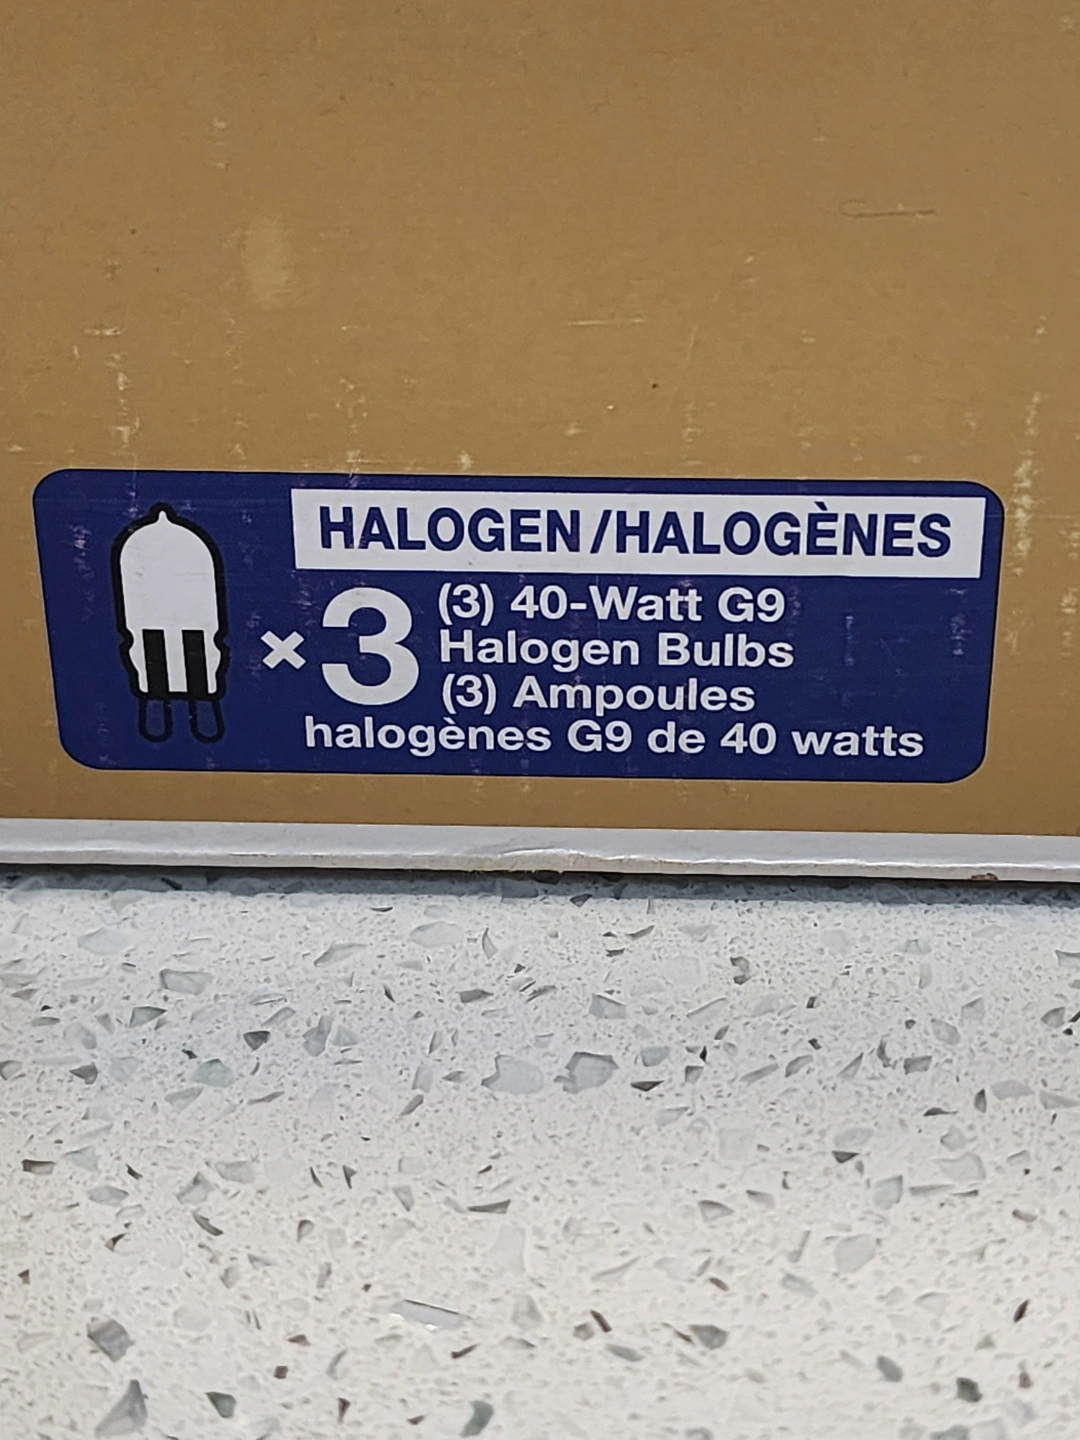 HALOGEN/HALOGÈNES
×3
(3) 40-Watt G9
Halogen Bulbs
(3) Ampoules
halogènes G9 de 40 watts